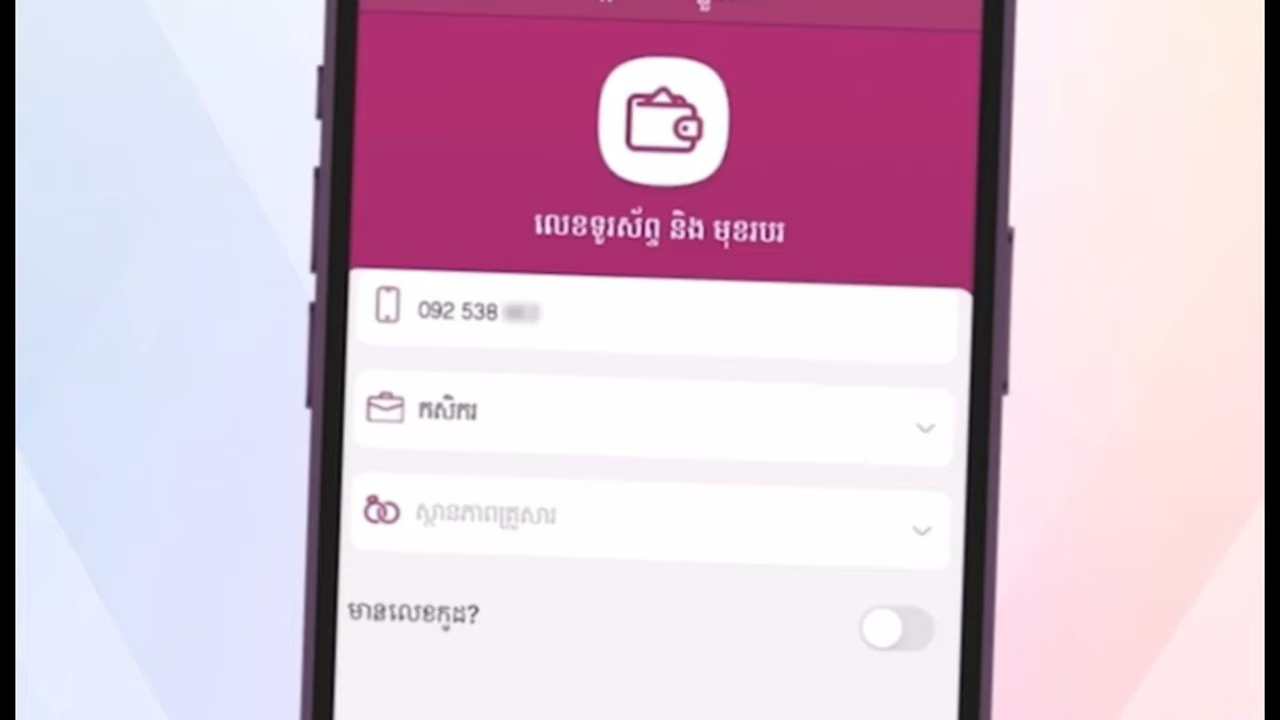 លេខទូរស័ព្ទ និង មុខរបរ
092 538
កសិករ
ស្ថានភាពគ្រួសារ
មានលេខកូដ?